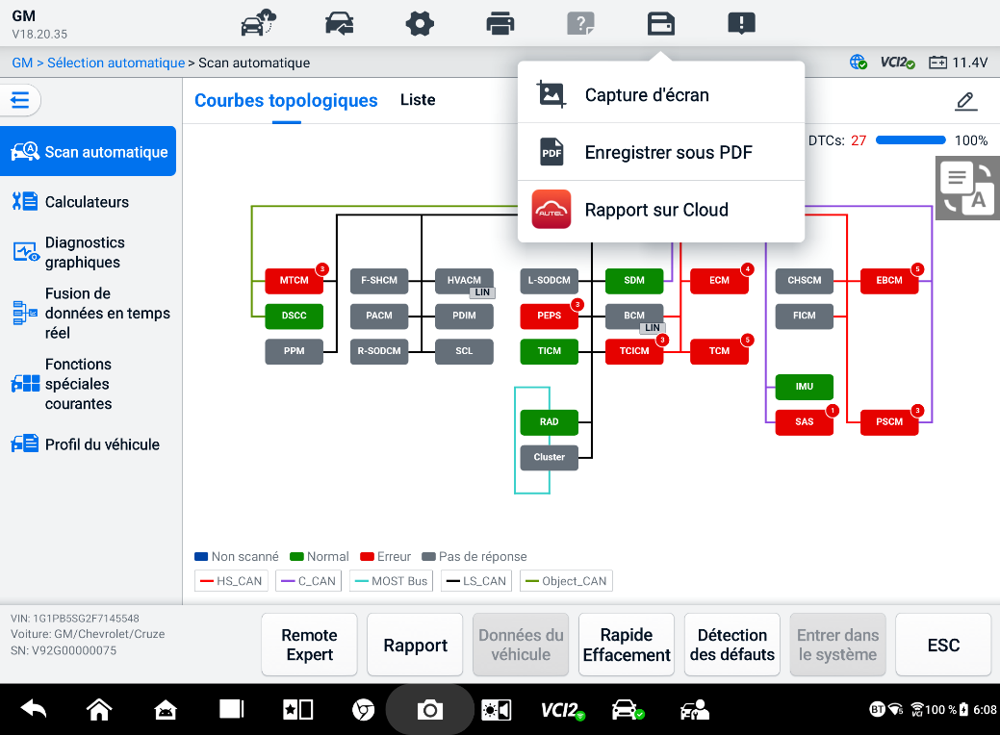 GM
V18.20.35
?
GM > Sélection automatique > Scan automatique
VCI2
11.4V
Courbes topologiques
Liste
Capture d'écran
PDF
Enregistrer sous PDF
AUTEL
Rapport sur Cloud
DTCs: 27
100%
A
Scan automatique
Calculateurs
Diagnostics
graphiques
Fusion de
données en temps
réel
Fonctions
spéciales
courantes
Profil du véhicule
MTCM
3
F-SHCM
HVACM
LIN
L-SODCM
SDM
ECM
4
CHSCM
EBCM
5
DSCC
PACM
PDIM
PEPS
3
BCM
LIN
FICM
PPM
R-SODCM
SCL
TICM
TCICM
3
TCM
5
IMU
RAD
SAS
1
PSCM
3
Cluster
Non scanné
Normal
Erreur
Pas de réponse
HS_CAN
C_CAN
MOST Bus
LS_CAN
Object_CAN
VIN: 1G1PB5SG2F7145548
Voiture: GM/Chevrolet/Cruze
SN: V92G00000075
Remote
Expert
Rapport
Données du
véhicule
Rapide
Effacement
Détection
des défauts
Entrer dans
le système
ESC
VCI2
BT
5
VG
100 %
6:08